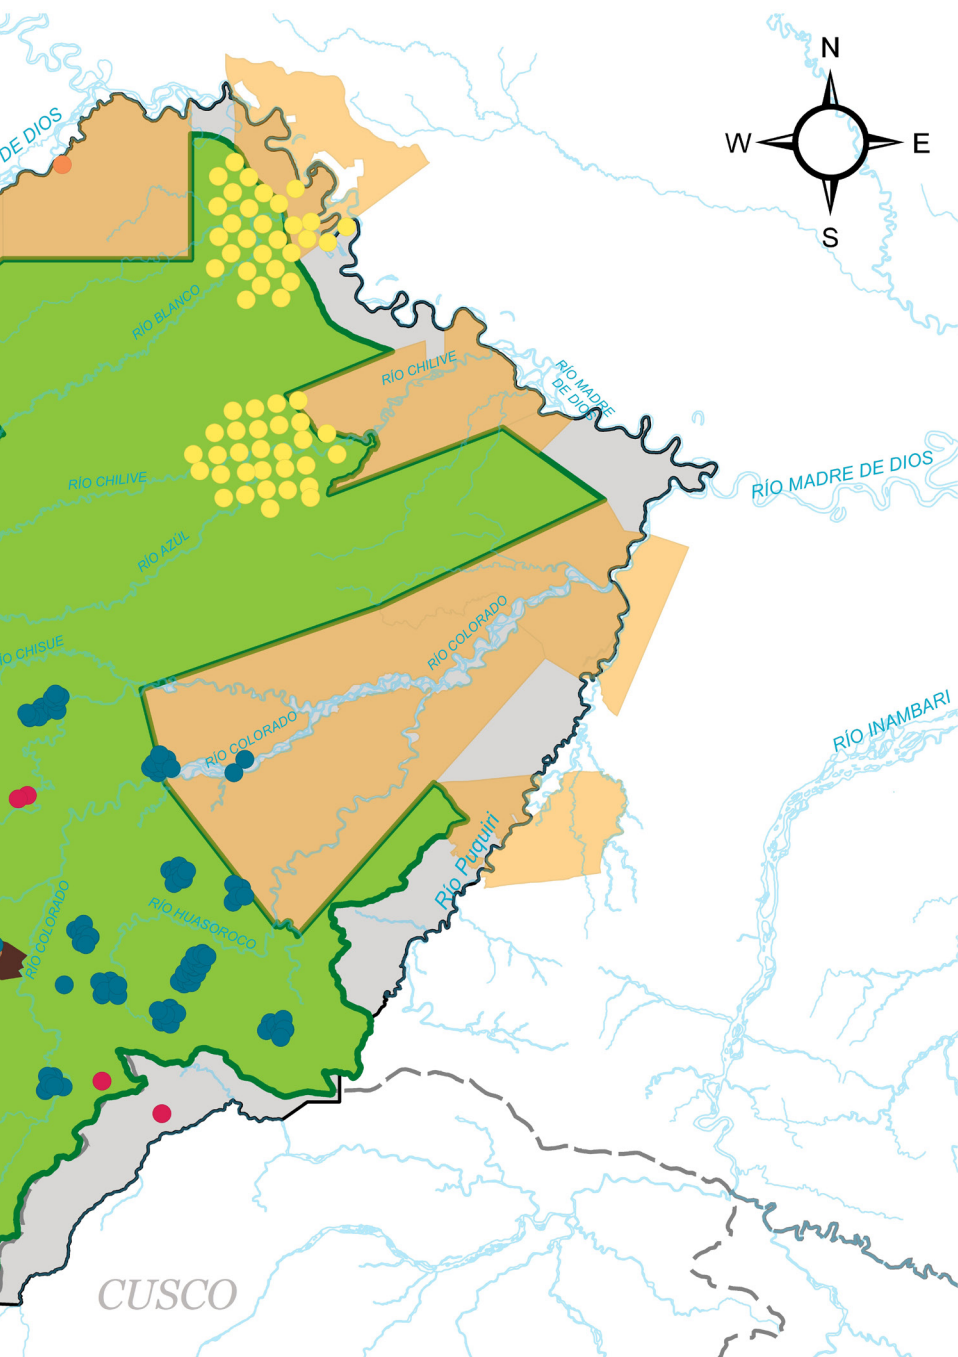 N
W
E
S
DE DIOS
RÍO BLANCO
RÍO CHILIVE
RÍO MADRE
DE DIOS
RÍO MADRE DE DIOS
RÍO CHILIVE
RÍO AZÚL
RÍO COLORADO
ÍO CHISUE
RÍO COLORADO
RÍO INAMBARI
Río Puquiri
RÍO COLORADO
RÍO HUASOROCO
CUSCO